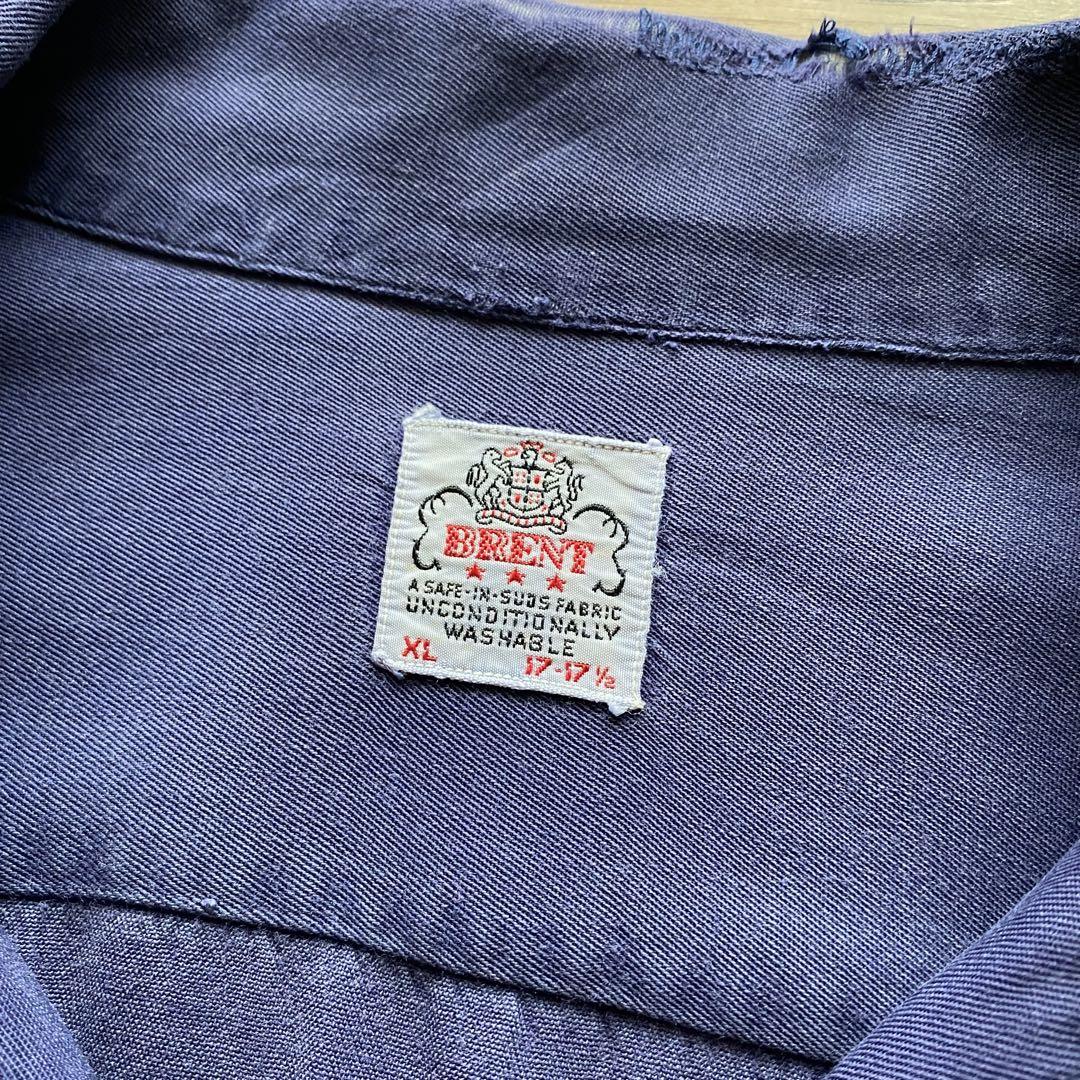 BRENT
A SAFE-IN-SUDS FABRIC
UNCONDITIONALLY
WASHABLE
XL 17-17½